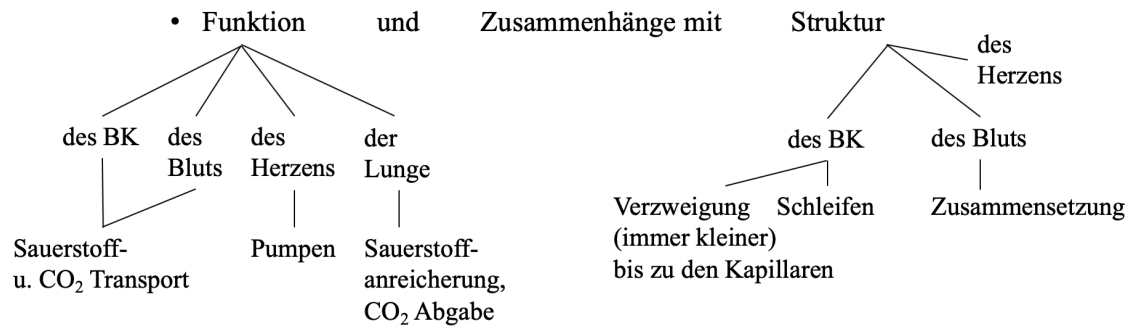 • Funktion und Zusammenhänge mit Struktur
des BK
des
Bluts
des
Herzens
der
Lunge
Sauerstoff-
u. CO₂ Transport
Pumpen
Sauerstoff-
anreicherung,
CO₂ Abgabe
des
Herzens
des BK
des Bluts
Verzweigung
(immer kleiner)
bis zu den Kapillaren
Schleifen
Zusammensetzung